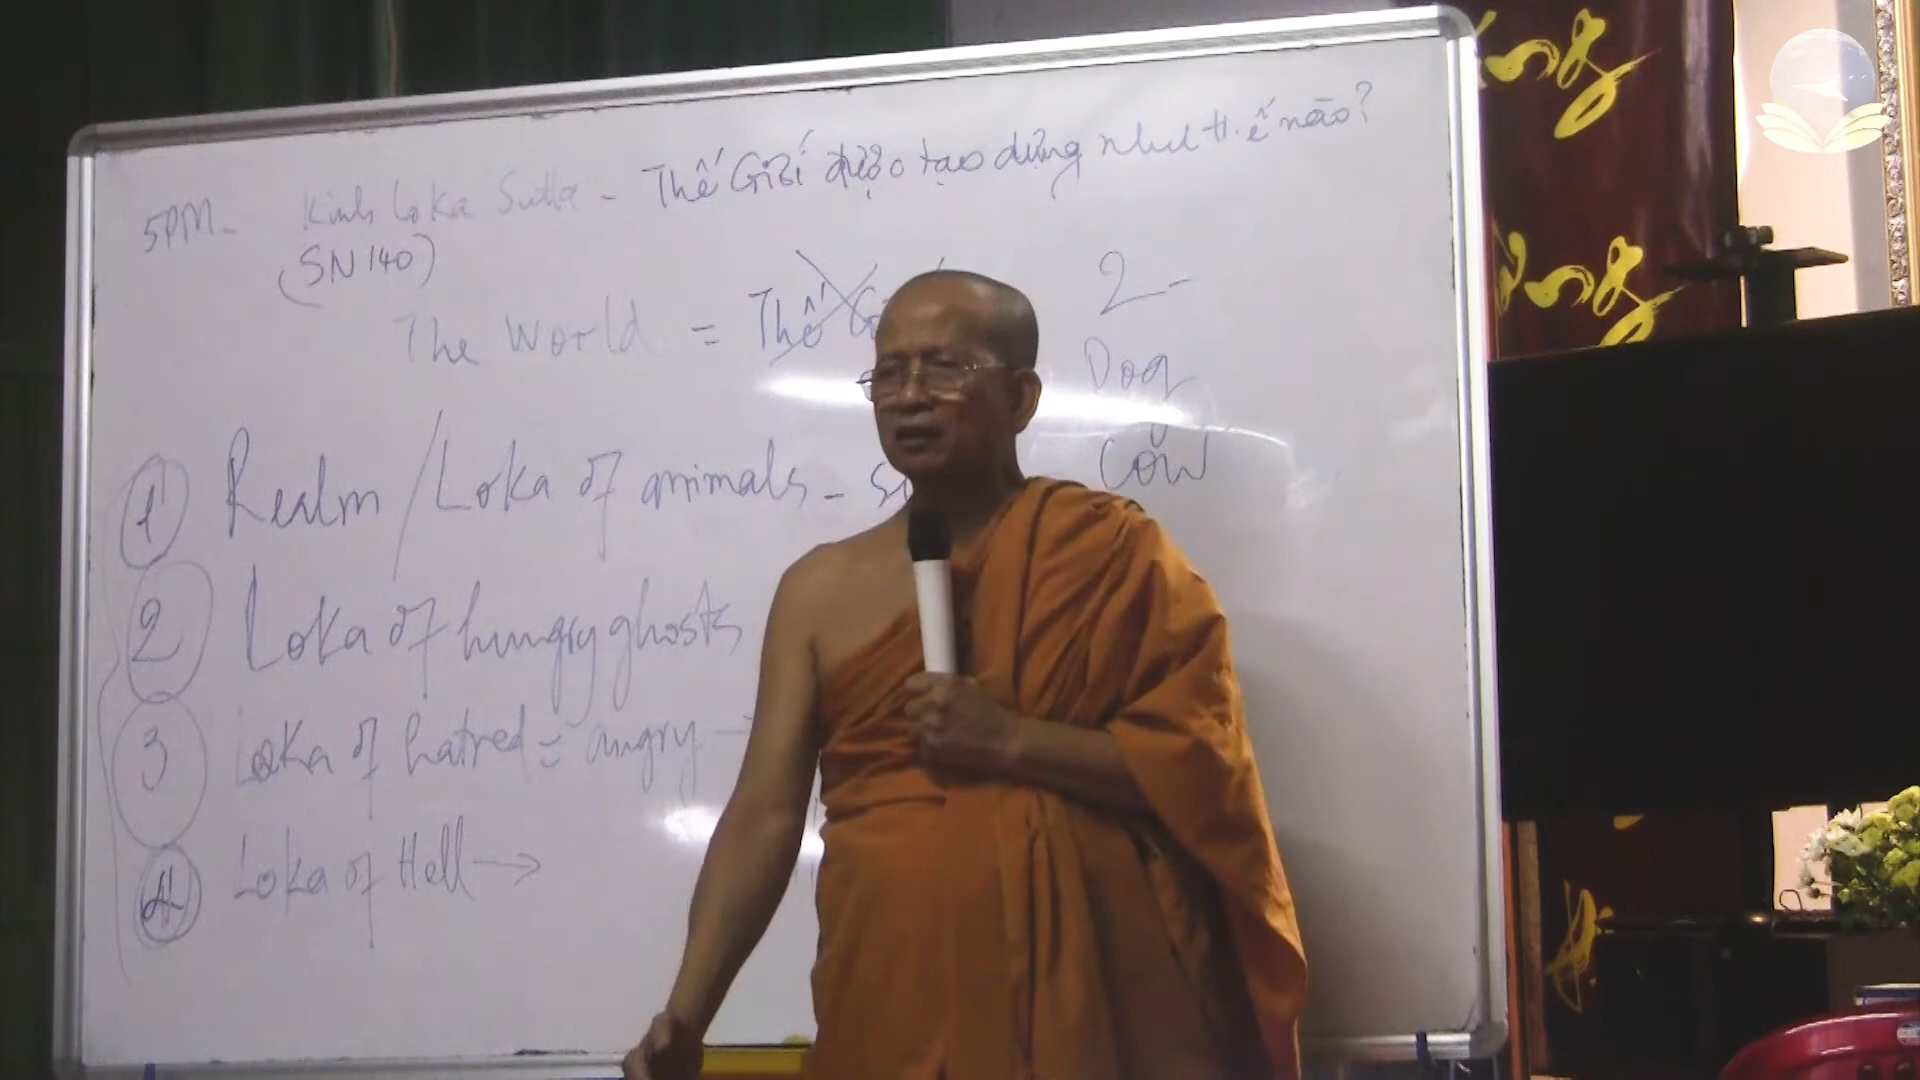 5PM - Kinh Loka Sutta - Thế Giới được tạo dựng như thế nào?
(SN 140)
The World = Thế
2-
Dog
Cow
1 Realm / Loka of animals -
2 Loka of hungry ghosts
3 Loka of hatred = angry →
4 Loka of Hell →